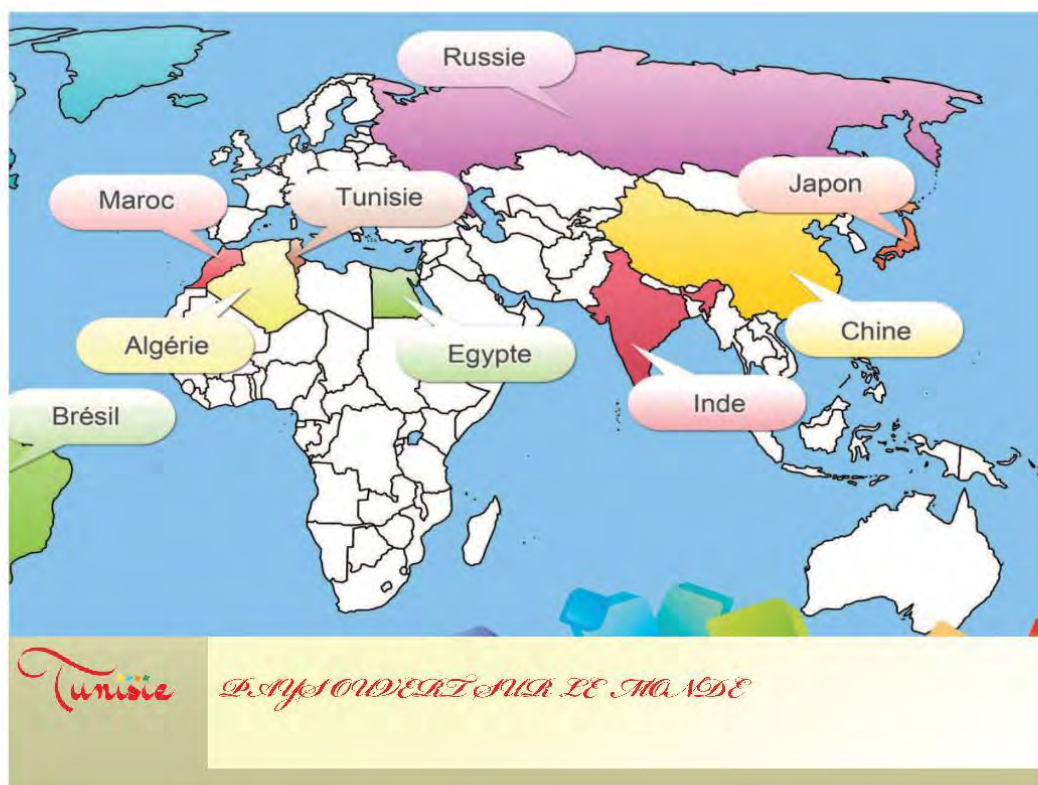 Russie
Maroc
Tunisie
Japon
Algérie
Egypte
Chine
Inde
Brésil
Tunisie
PAYS OUVERT SUR LE MONDE